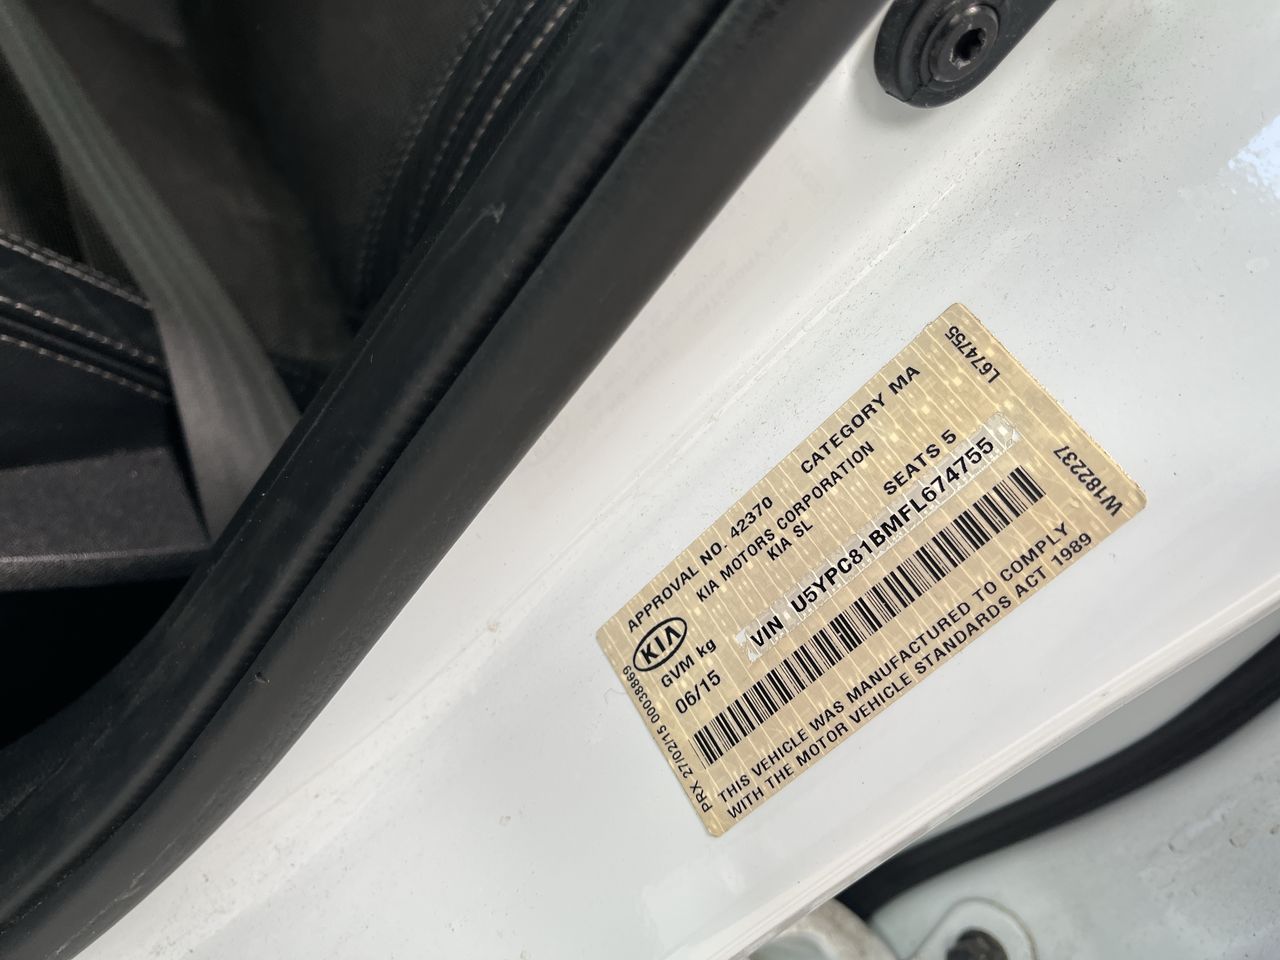 L674755
W182237
APPROVAL NO. 42370 CATEGORY MA
KIA MOTORS CORPORATION
KIA SL
KIA
GVM kg SEATS 5
06/15 VIN U5YPC81BMFL674755
THIS VEHICLE WAS MANUFACTURED TO COMPLY
WITH THE MOTOR VEHICLE STANDARDS ACT 1989
PRX 27/02/15 00038869